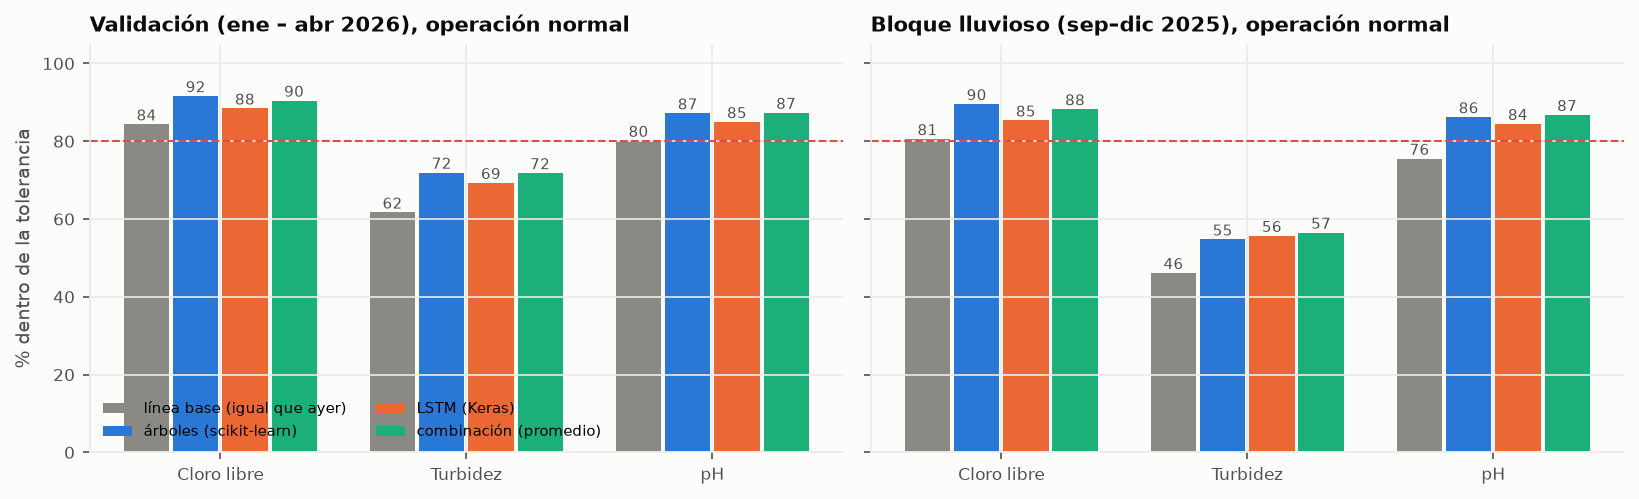 Validación (ene – abr 2026), operación normal
% dentro de la tolerancia
100
80
60
40
20
0
84
92
88
90
62
72
69
72
80
87
85
87
línea base (igual que ayer)
árboles (scikit-learn)
LSTM (Keras)
combinación (promedio)
Cloro libre
Turbidez
pH
Bloque lluvioso (sep–dic 2025), operación normal
81
90
85
88
46
55
56
57
76
86
84
87
Cloro libre
Turbidez
pH